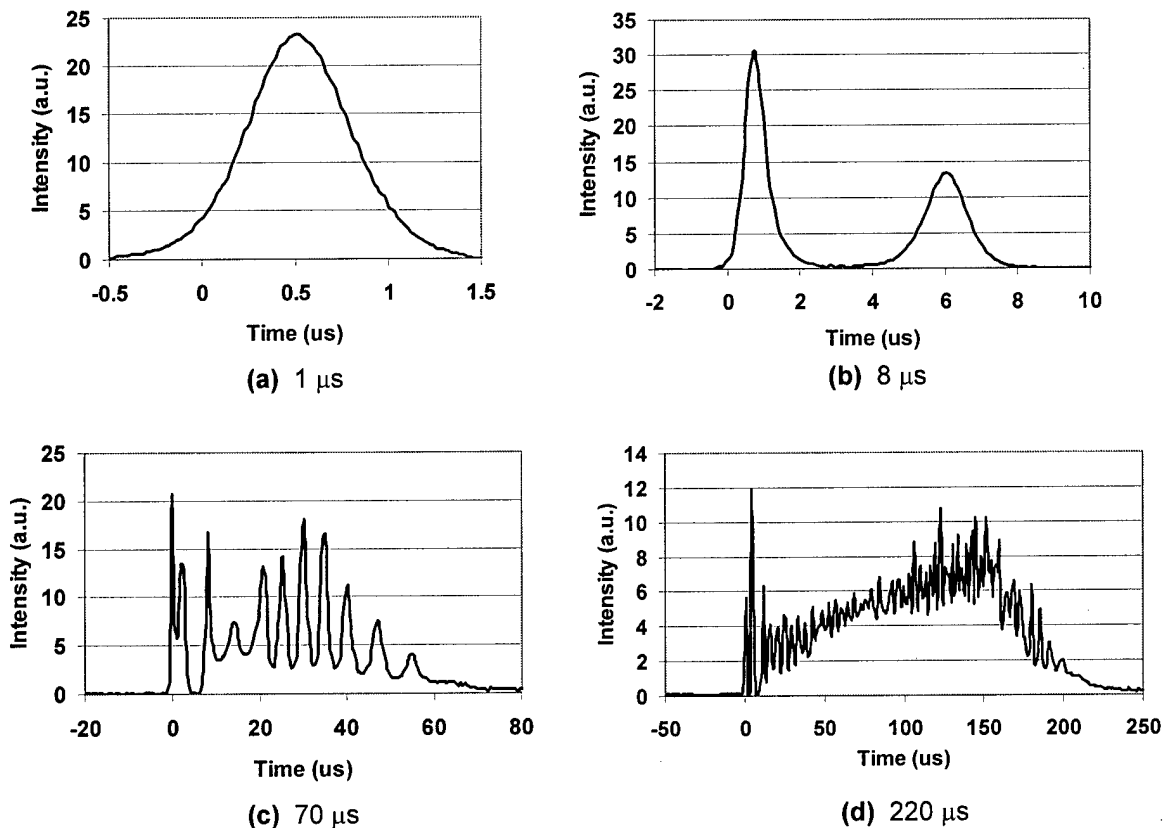 25
20
15
10
5
0
-0.5 0 0.5 1 1.5
Intensity (a.u.)
Time (us)
(a) 1 μs
35
30
25
20
15
10
5
0
-2 0 2 4 6 8 10
Intensity (a.u.)
Time (us)
(b) 8 μs
25
20
15
10
5
0
-20 0 20 40 60 80
Intensity (a.u.)
Time (us)
(c) 70 μs
14
12
10
8
6
4
2
0
-50 0 50 100 150 200 250
Intensity (a.u.)
Time (us)
(d) 220 μs